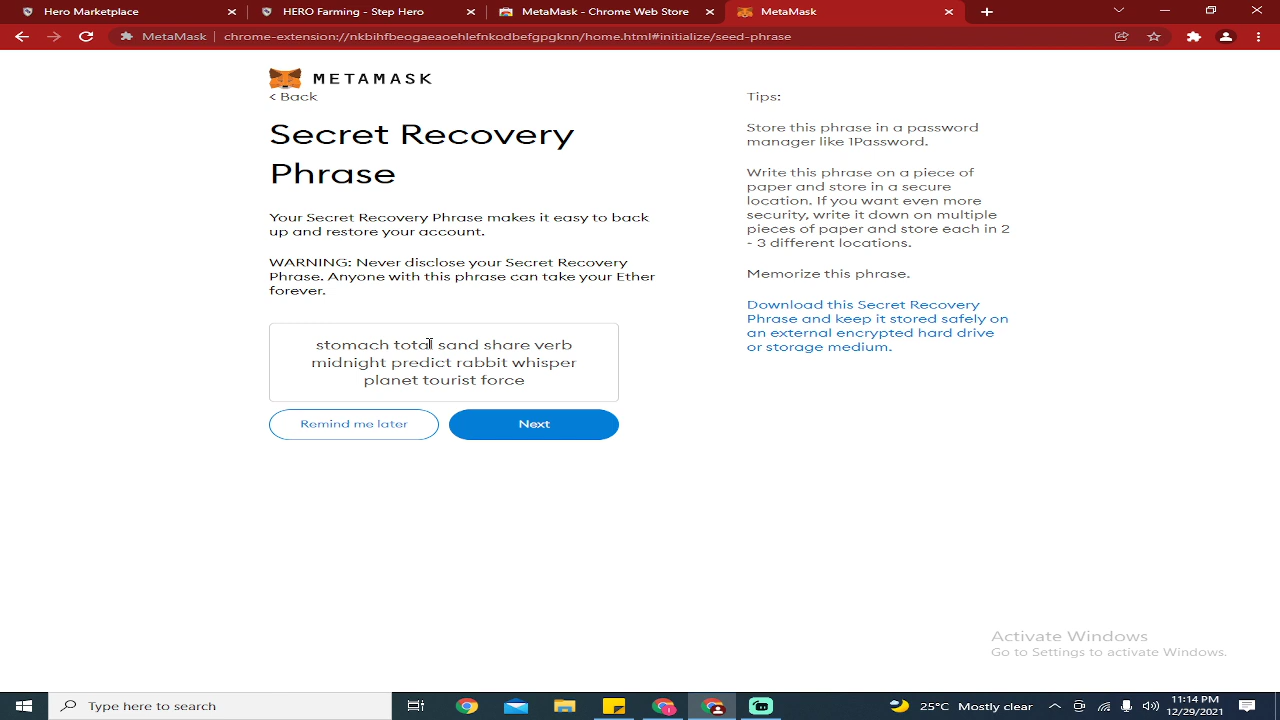 Hero Marketplace
HERO Farming - Step Hero
MetaMask - Chrome Web Store
MetaMask
MetaMask
chrome-extension://nkbihfbeogaeaoehlefnkodbefgpgknn/home.html#initialize/seed-phrase
METAMASK
< Back
Secret Recovery
Phrase
Your Secret Recovery Phrase makes it easy to back
up and restore your account.
WARNING: Never disclose your Secret Recovery
Phrase. Anyone with this phrase can take your Ether
forever.
stomach total sand share verb
midnight predict rabbit whisper
planet tourist force
Remind me later
Next
Tips:
Store this phrase in a password
manager like 1Password.
Write this phrase on a piece of
paper and store in a secure
location. If you want even more
security, write it down on multiple
pieces of paper and store each in 2
- 3 different locations.
Memorize this phrase.
Download this Secret Recovery
Phrase and keep it stored safely on
an external encrypted hard drive
or storage medium.
Activate Windows
Go to Settings to activate Windows.
Type here to search
25°C Mostly clear
11:14 PM
12/29/2021